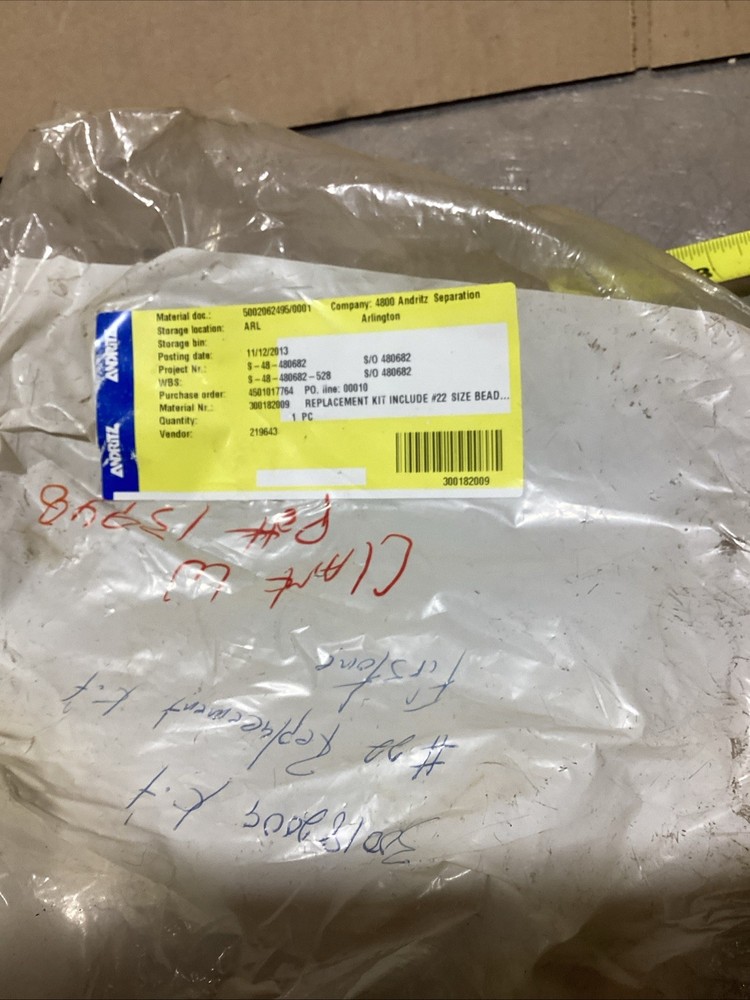 ANDRITZ
ANDRITZ
Material doc.: 5002062495/0001 Company: 4800 Andritz Separation
Storage location: ARL Arlington
Storage bin:
Posting date: 11/12/2013
Project Nr.: S-48-480682 S/O 480682
WBS: S-48-480682-528 S/O 480682
Purchase order: 4501017764 PO. line: 00010
Material Nr.: 300182009 REPLACEMENT KIT INCLUDE #22 SIZE BEAD...
Quantity: 1 PC
Vendor: 219643
300182009
300182009 Kit
#22 Replacement Kit
Firestone
Clark W